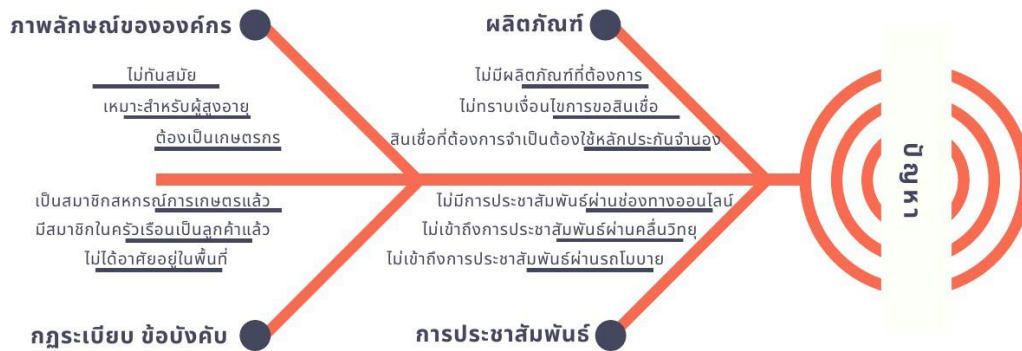 ภาพลักษณ์ขององค์กร
ไม่ทันสมัย
เหมาะสำหรับผู้สูงอายุ
ต้องเป็นเกษตรกร
ผลิตภัณฑ์
ไม่มีผลิตภัณฑ์ที่ต้องการ
ไม่ทราบเงื่อนไขการขอสินเชื่อ
สินเชื่อที่ต้องการจำเป็นต้องใช้หลักประกันจำนอง
ปัญหา
เป็นสมาชิกสหกรณ์การเกษตรแล้ว
มีสมาชิกในครัวเรือนเป็นลูกค้าแล้ว
ไม่ได้อาศัยอยู่ในพื้นที่
กฏระเบียบ ข้อบังคับ
ไม่มีการประชาสัมพันธ์ผ่านช่องทางออนไลน์
ไม่เข้าถึงการประชาสัมพันธ์ผ่านคลื่นวิทยุ
ไม่เข้าถึงการประชาสัมพันธ์ผ่านรถโมบาย
การประชาสัมพันธ์